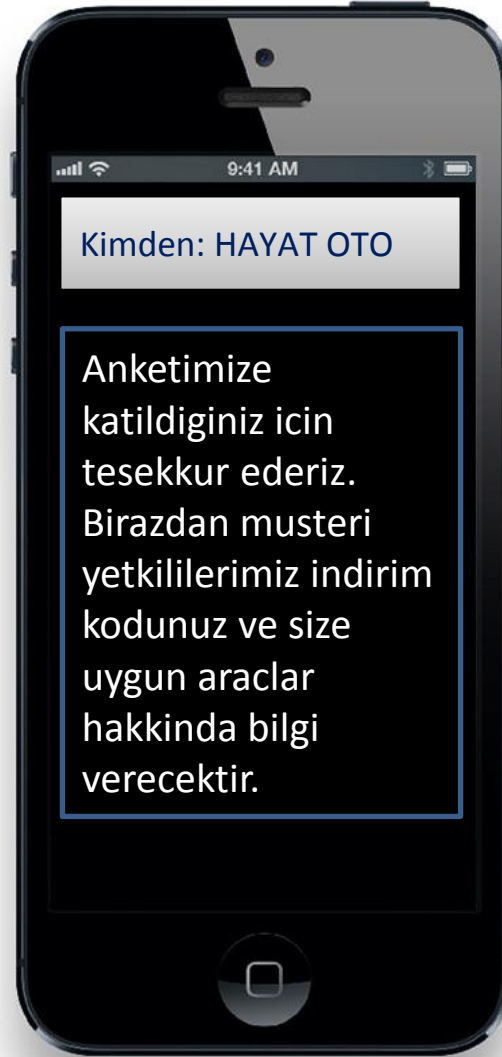 9:41 AM
Kimden: HAYAT OTO
Anketimize
katildiginiz icin
tesekkur ederiz.
Birazdan musteri
yetkililerimiz indirim
kodunuz ve size
uygun araclar
hakkinda bilgi
verecektir.